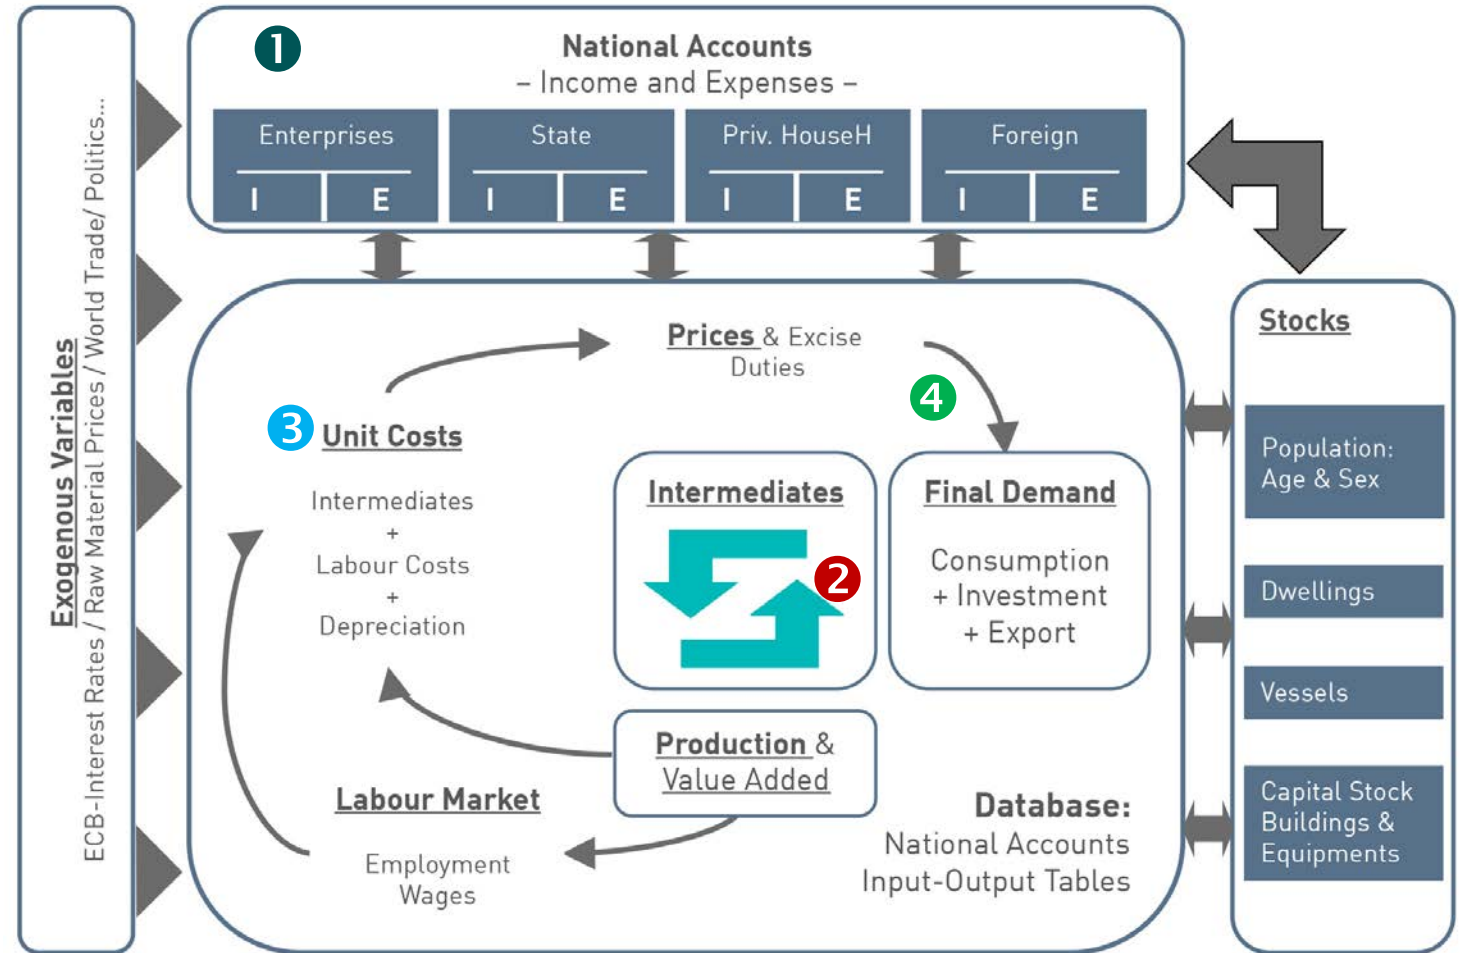 Exogenous Variables
ECB-Interest Rates / Raw Material Prices / World Trade/ Politics...
1
National Accounts
– Income and Expenses –
Enterprises
I E
State
I E
Priv. HouseH
I E
Foreign
I E
Prices & Excise
Duties
4
3
Unit Costs
Intermediates
+
Labour Costs
+
Depreciation
Intermediates
2
Final Demand
Consumption
+ Investment
+ Export
Production &
Value Added
Labour Market
Employment
Wages
Database:
National Accounts
Input-Output Tables
Stocks
Population:
Age & Sex
Dwellings
Vessels
Capital Stock
Buildings &
Equipments